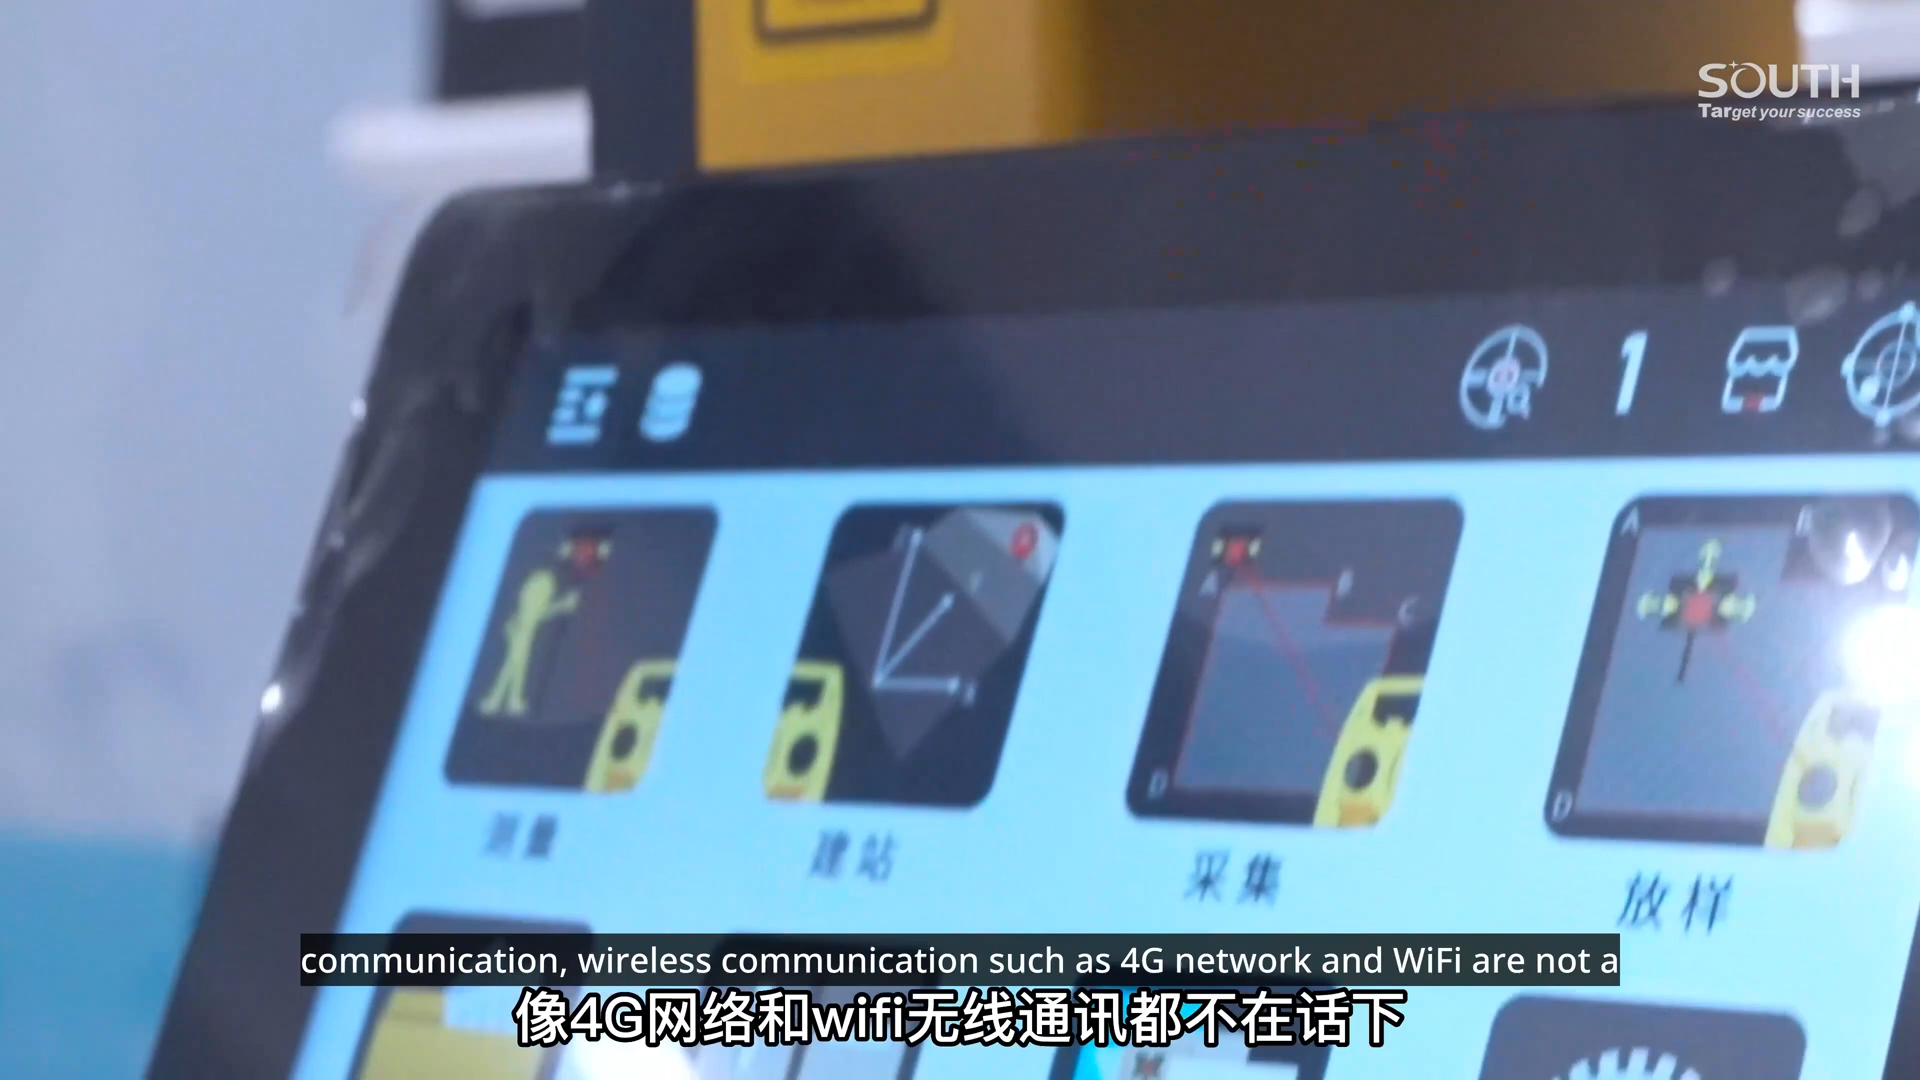 SOUTH
Target your success
1
A
B
A
B
C
D
D
测量
建站
采集
放样
communication, wireless communication such as 4G network and WiFi are not a
像4G网络和wifi无线通讯都不在话下